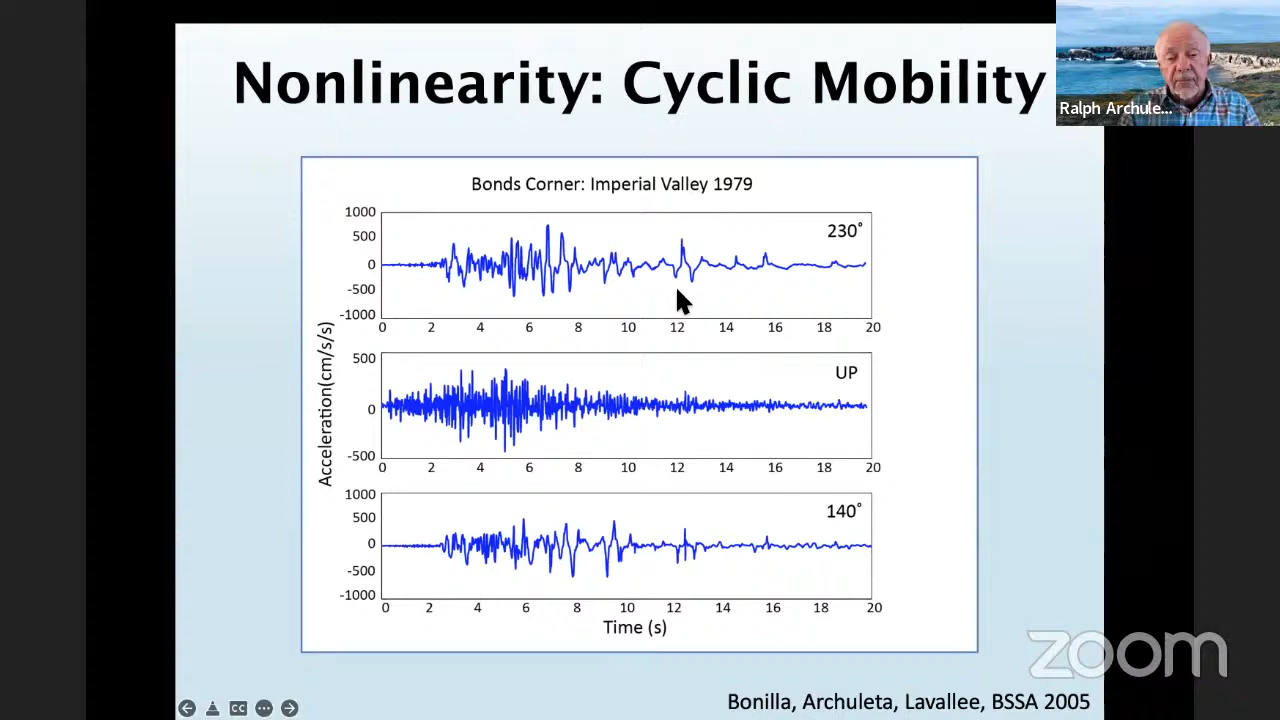 Nonlinearity: Cyclic Mobility
Ralph Archule...
Bonds Corner: Imperial Valley 1979
1000
500
0
-500
-1000
230°
0 2 4 6 8 10 12 14 16 18 20
Acceleration(cm/s/s)
500
0
-500
UP
0 2 4 6 8 10 12 14 16 18 20
1000
500
0
-500
-1000
140°
0 2 4 6 8 10 12 14 16 18 20
Time (s)
zoom
Bonilla, Archuleta, Lavallee, BSSA 2005
CC